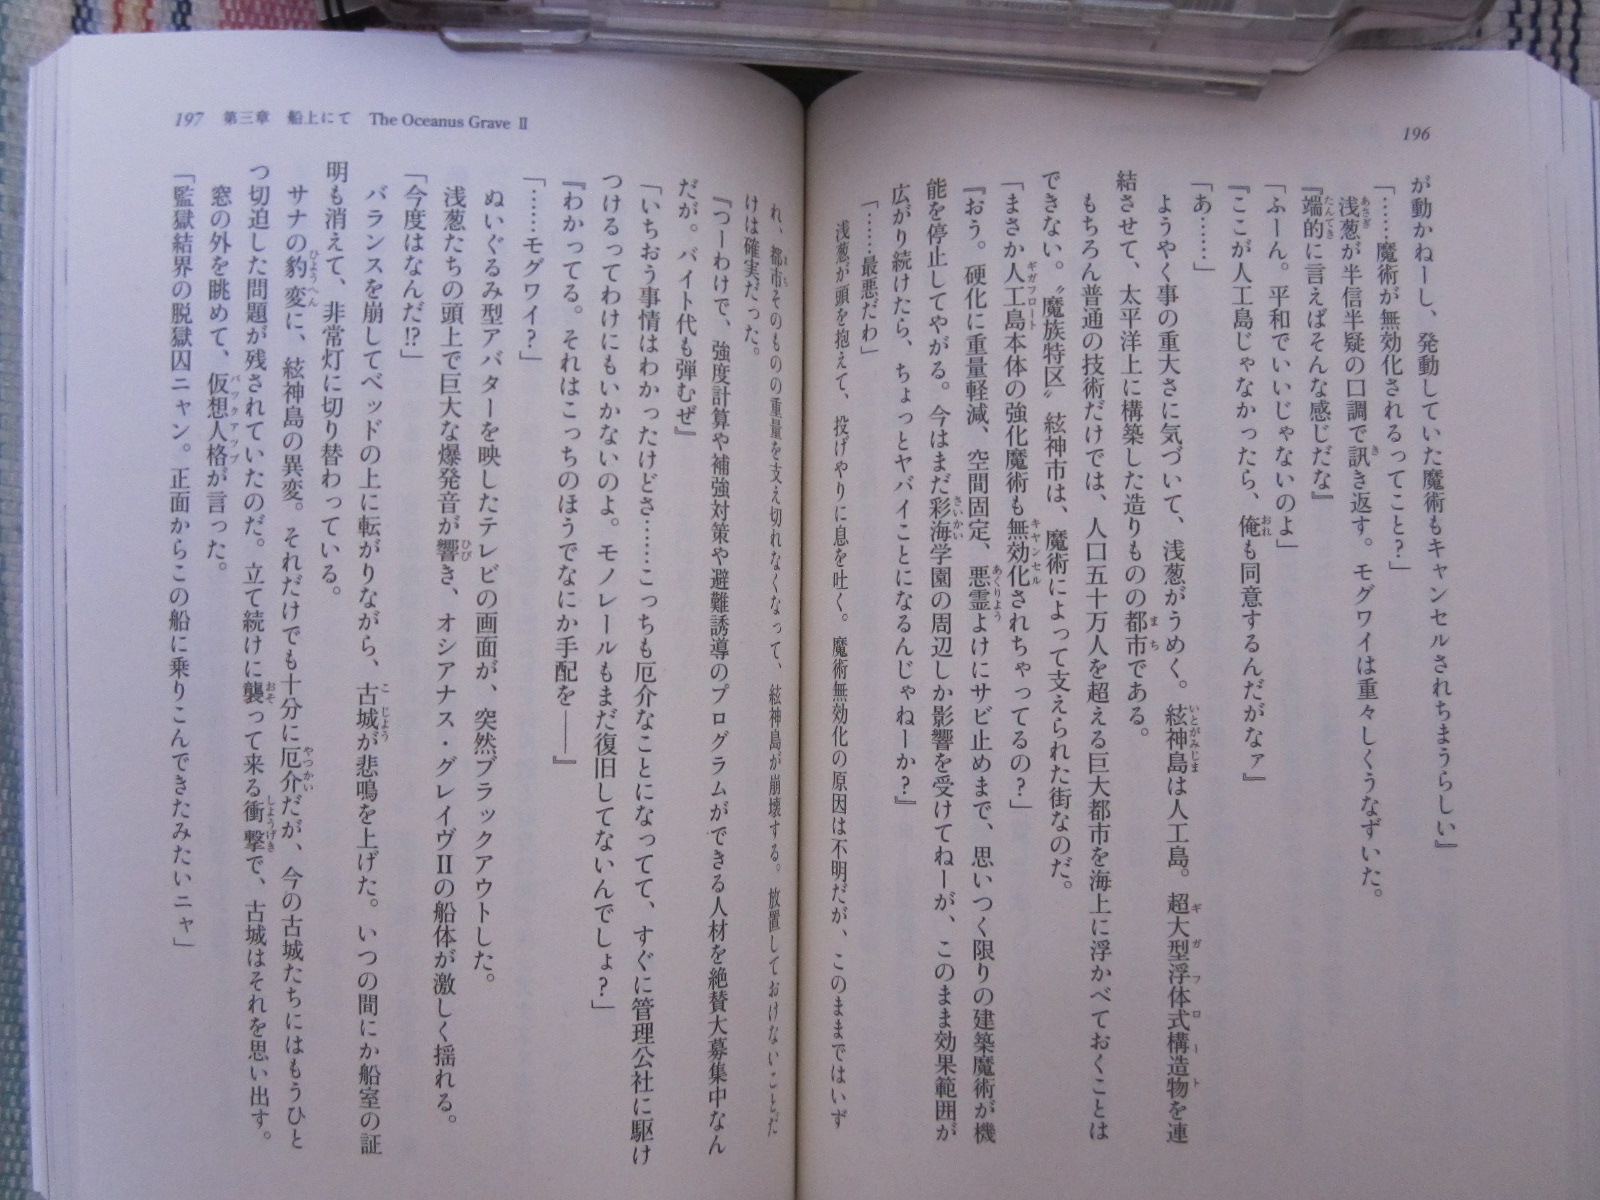 196
が動かねーし、発動していた魔術もキャンセルされちまうらしい』
「……魔術が無効化されるってこと?」
浅葱が半信半疑の口調で訊き返す。モグワイは重々しくうなずいた。
『端的に言えばそんな感じだな』
「ふーん。平和でいいじゃないのよ」
『ここが人工島じゃなかったら、俺も同意するんだがなァ』
「あ……」
ようやく事の重大さに気づいて、浅葱がうめく。絃神島は人工島。超大型浮体式構造物を連
結させて、太平洋上に構築した造りものの都市である。
もちろん普通の技術だけでは、人口五十万人を超える巨大都市を海上に浮かべておくことは
できない。〝魔族特区〟絃神市は、魔術によって支えられた街なのだ。
「まさか人工島本体の強化魔術も無効化されちゃってるの?」
『おう。硬化に重量軽減、空間固定、悪霊よけにサビ止めまで、思いつく限りの建築魔術が機
能を停止してやがる。今はまだ彩海学園の周辺しか影響を受けてねーが、このまま効果範囲が
広がり続けたら、ちょっとヤバイことになるんじゃねーか?』
「……最悪だわ」
浅葱が頭を抱えて、投げやりに息を吐く。魔術無効化の原因は不明だが、このままではいず
れ、都市そのものの重量を支え切れなくなって、絃神島が崩壊する。放置しておけないことだ
けは確実だった。
『つーわけで、強度計算や補強対策や避難誘導のプログラムができる人材を絶賛大募集中なん
だが。バイト代も弾むぜ』
「いちおう事情はわかったけどさ……こっちも厄介なことになってて、すぐに管理公社に駆け
つけるってわけにもいかないのよ。モノレールもまだ復旧してないんでしょ?」
『わかってる。それはこっちのほうでなにか手配を──』
「……モグワイ?」
ぬいぐるみ型アバターを映したテレビの画面が、突然ブラックアウトした。
浅葱たちの頭上で巨大な爆発音が響き、オシアナス・グレイヴⅡの船体が激しく揺れる。
「今度はなんだ!?」
バランスを崩してベッドの上に転がりながら、古城が悲鳴を上げた。いつの間にか船室の証
明も消えて、非常灯に切り替わっている。
サナの豹変に、絃神島の異変。それだけでも十分に厄介だが、今の古城たちにはもうひと
つ切迫した問題が残されていたのだ。立て続けに襲って来る衝撃で、古城はそれを思い出す。
窓の外を眺めて、仮想人格が言った。
「監獄結界の脱獄囚ニャン。正面からこの船に乗りこんできたみたいニャ」
197 第三章 船上にて The Oceanus Grave Ⅱ